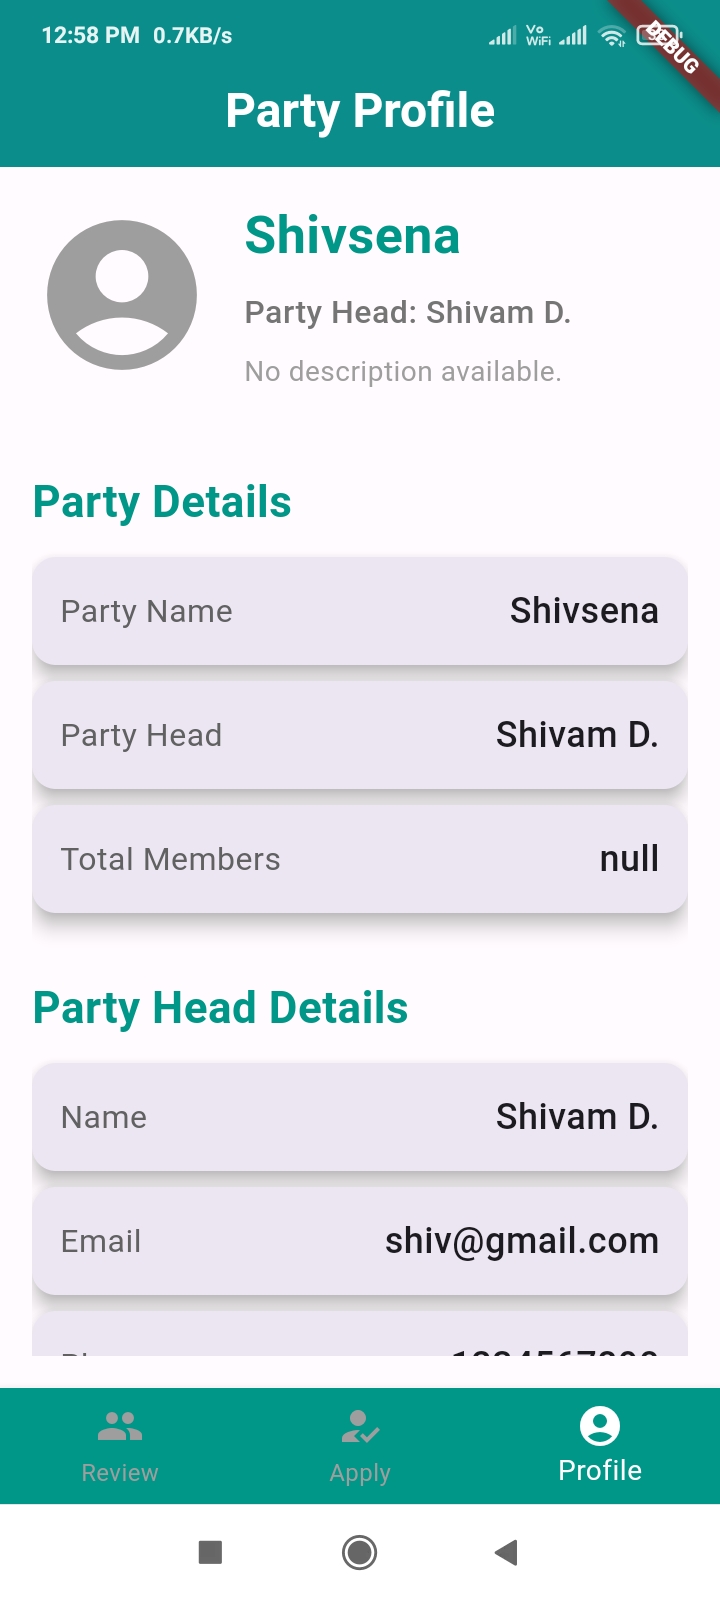 12:58 PM 0.7KB/s
Vo
WiFi
DEBUG
Party Profile
Shivsena
Party Head: Shivam D.
No description available.
Party Details
Party Name Shivsena
Party Head Shivam D.
Total Members null
Party Head Details
Name Shivam D.
Email shiv@gmail.com
Review Apply Profile